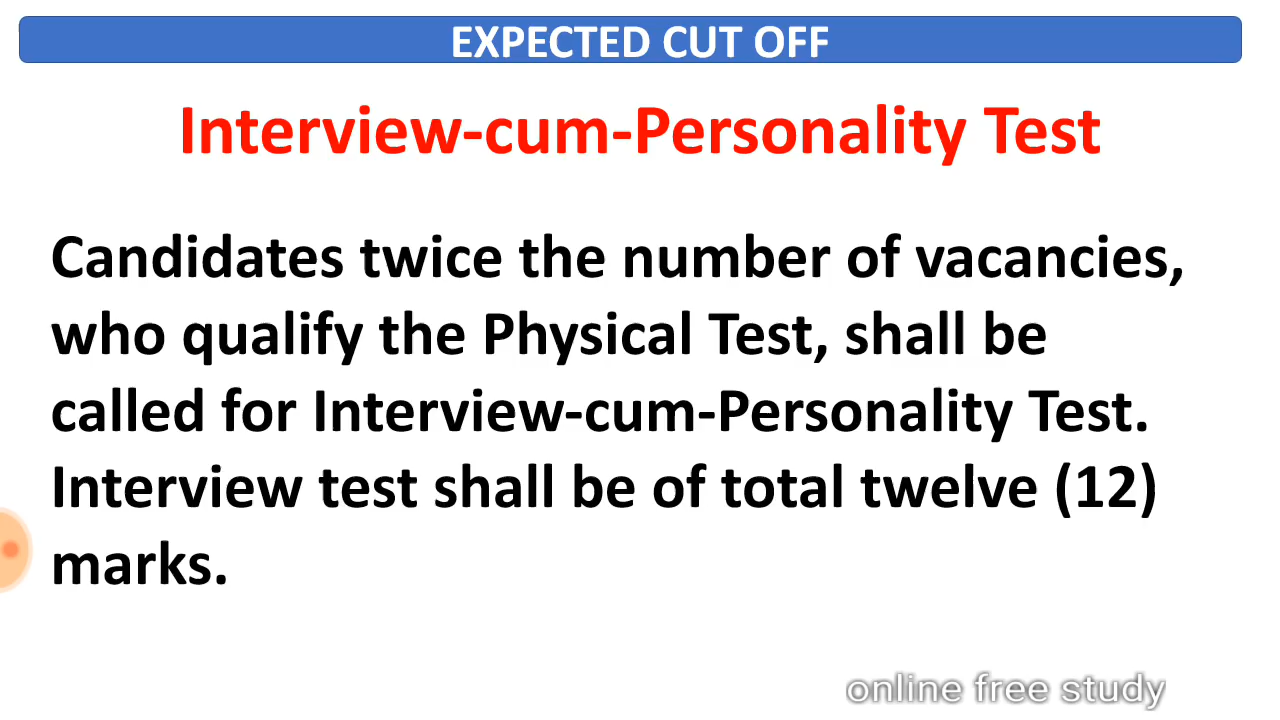 EXPECTED CUT OFF
Interview-cum-Personality Test
Candidates twice the number of vacancies,
who qualify the Physical Test, shall be
called for Interview-cum-Personality Test.
Interview test shall be of total twelve (12)
marks.
online free study